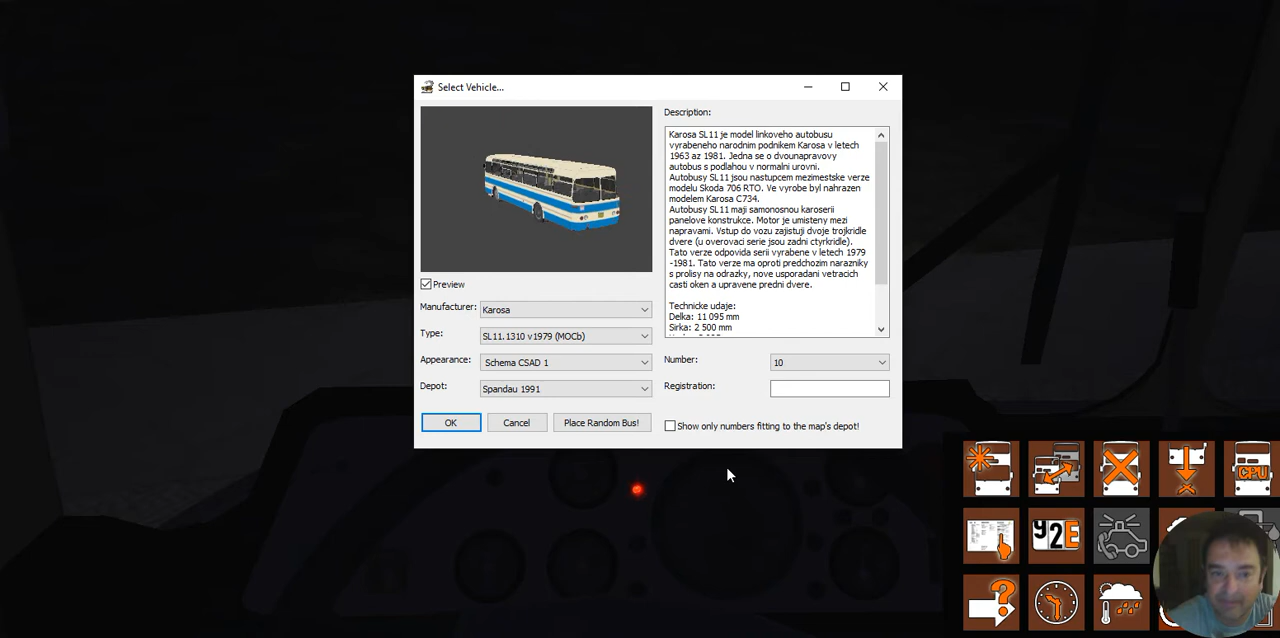 Select Vehicle...
Description:
Karosa SL11 je model linkoveho autobusu
vyrabeneho narodnim podnikem Karosa v letech
1963 az 1981. Jedna se o dvounapravovy
autobus s podlahou v normalni urovni.
Autobusy SL11 jsou nastupcem mezimestske verze
modelu Skoda 706 RTO. Ve vyrobe byl nahrazen
modelem Karosa C734.
Autobusy SL11 maji samonosnou karoserii
panelove konstrukce. Motor je umisteny mezi
napravami. Vstup do vozu zajistuji dvoje trojkridle
dvere (u overovaci serie jsou zadni ctyrkridle).
Tato verze odpovida serii vyrabene v letech 1979
-1981. Tato verze ma oproti predchozim narazniky
s prolisy na odrazky, nove usporadani vetracich
casti oken a upravene predni dvere.
Technicke udaje:
Delka: 11 095 mm
Sirka: 2 500 mm
Preview
Manufacturer: Karosa
Type: SL11.1310 v1979 (MOCb)
Appearance: Schema CSAD 1
Number: 10
Depot: Spandau 1991
Registration:
OK Cancel Place Random Bus!
Show only numbers fitting to the map's depot!
CPU
92E
?